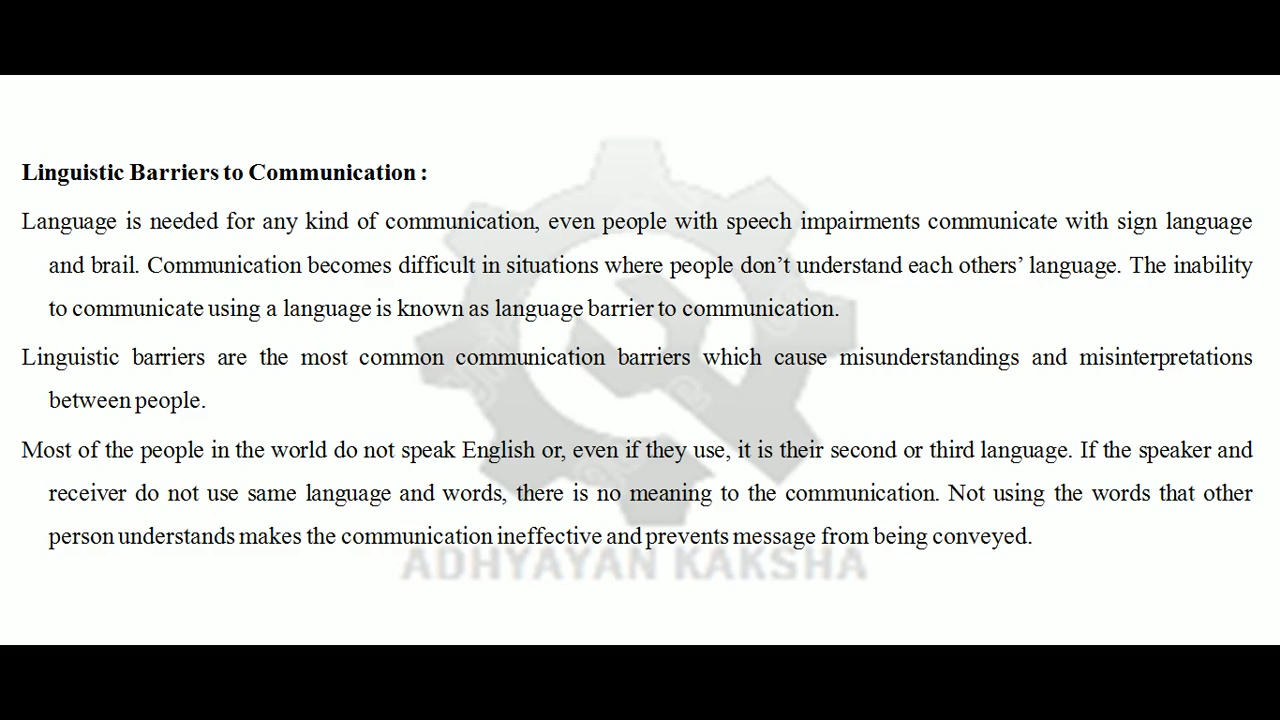 Linguistic Barriers to Communication :
Language is needed for any kind of communication, even people with speech impairments communicate with sign language
and brail. Communication becomes difficult in situations where people don’t understand each others’ language. The inability
to communicate using a language is known as language barrier to communication.
Linguistic barriers are the most common communication barriers which cause misunderstandings and misinterpretations
between people.
Most of the people in the world do not speak English or, even if they use, it is their second or third language. If the speaker and
receiver do not use same language and words, there is no meaning to the communication. Not using the words that other
person understands makes the communication ineffective and prevents message from being conveyed.
ADHYAYAN KAKSHA